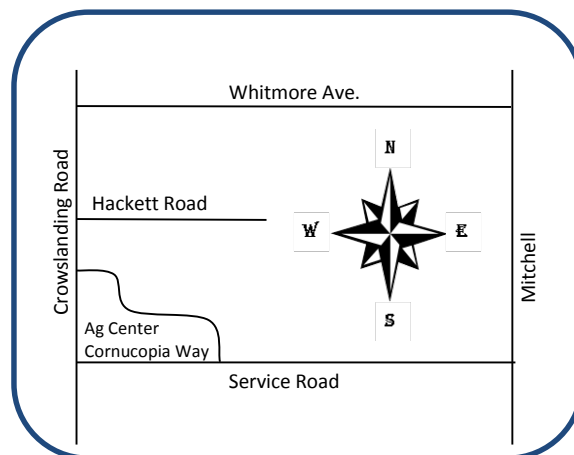 Whitmore Ave.
N
Crowslanding Road
Hackett Road
W
E
Mitchell
S
Ag Center
Cornucopia Way
Service Road